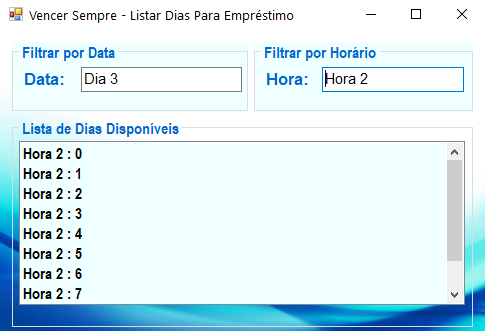 Vencer Sempre - Listar Dias Para Empréstimo
Filtrar por Data
Data: Dia 3
Filtrar por Horário
Hora: Hora 2
Lista de Dias Disponíveis
Hora 2 : 0
Hora 2 : 1
Hora 2 : 2
Hora 2 : 3
Hora 2 : 4
Hora 2 : 5
Hora 2 : 6
Hora 2 : 7